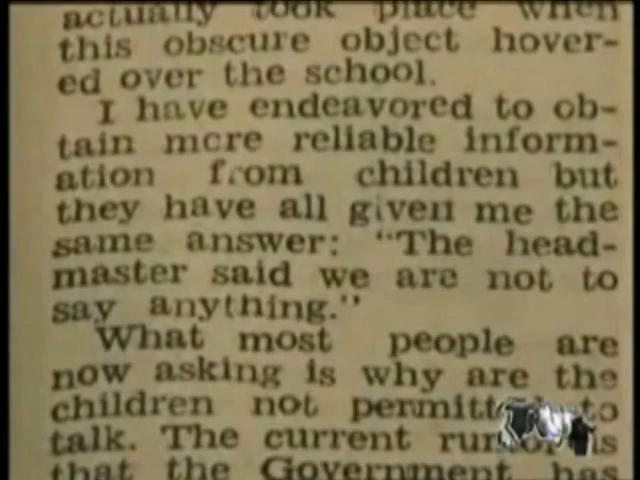 actually took place when
this obscure object hover-
ed over the school.
I have endeavored to ob-
tain more reliable inform-
ation from children but
they have all given me the
same answer: "The head-
master said we are not to
say anything."
What most people are
now asking is why are the
children not permitted to
talk. The current rumor is
that the Government has